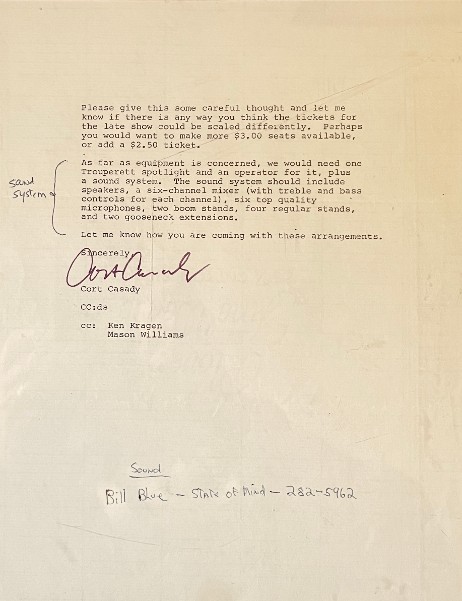 Please give this some careful thought and let me
know if there is any way you think the tickets for
the late show could be scaled differently. Perhaps
you would want to make more $3.00 seats available,
or add a $2.50 ticket.
As far as equipment is concerned, we would need one
Trouperett spotlight and an operator for it, plus
a sound system. The sound system should include
speakers, a six-channel mixer (with treble and bass
controls for each channel), six top quality
microphones, two boom stands, four regular stands,
and two gooseneck extensions.
sound
system
Let me know how you are coming with these arrangements.
Sincerely,
Cort Casady
Cort Casady
CC:ds
cc: Ken Kragen
Mason Williams
Sound
Bill Blue - State of Mind - 282-5962